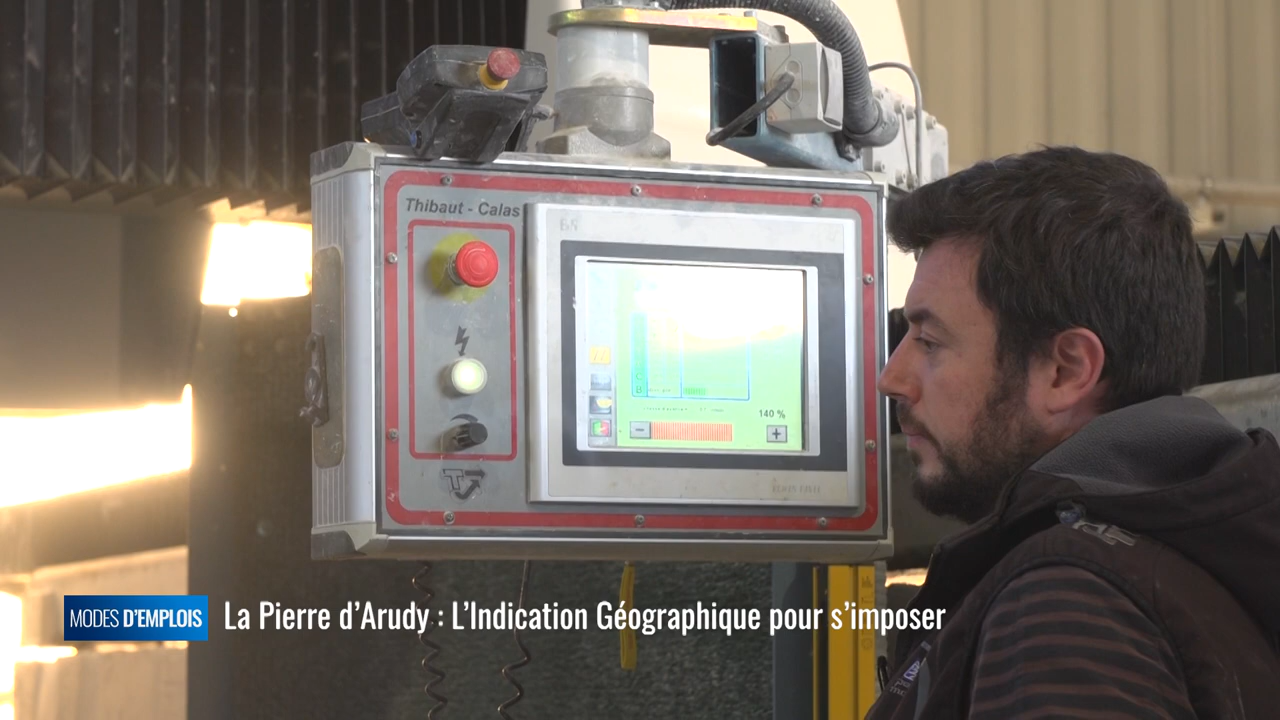 Thibaut - Calas
140 %
MODES D'EMPLOIS
La Pierre d'Arudy : L'Indication Géographique pour s'imposer